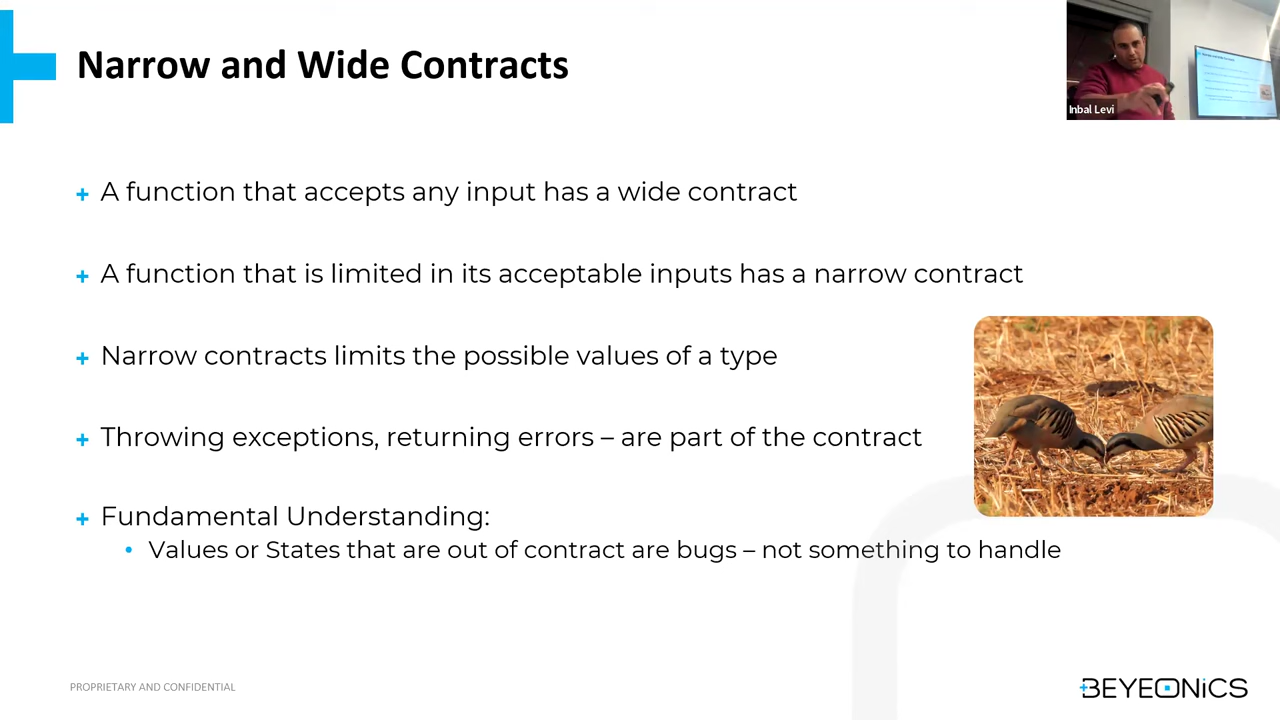 Narrow and Wide Contracts
Inbal Levi
A function that accepts any input has a wide contract
A function that is limited in its acceptable inputs has a narrow contract
Narrow contracts limits the possible values of a type
Throwing exceptions, returning errors – are part of the contract
Fundamental Understanding:
• Values or States that are out of contract are bugs – not something to handle
PROPRIETARY AND CONFIDENTIAL
BEYEONiCS